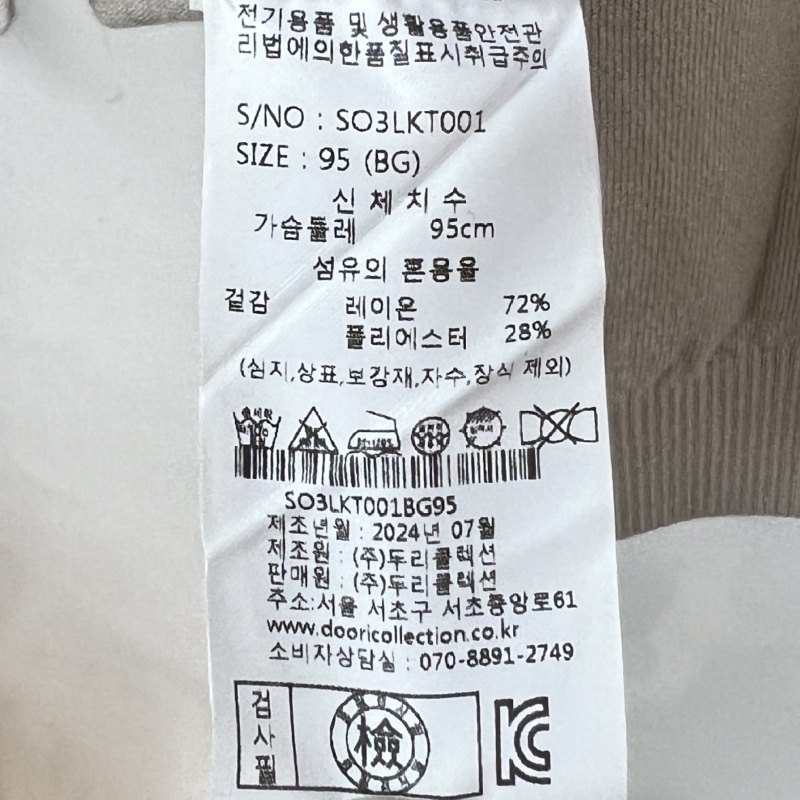 전기용품 및 생활용품안전관
리법에의한품질표시취급주의
S/NO : SO3LKT001
SIZE : 95 (BG)
신 체 치 수
가슴둘레 95cm
섬유의 혼용율
겉감 레이온 72%
폴리에스터 28%
(심지,상표,보강재,자수,장식 제외)
SO3LKT001BG95
제조년월 : 2024년 07월
제조원 : (주)두리콜렉션
판매원 : (주)두리콜렉션
주소:서울 서초구 서초중앙로61
www.dooricollection.co.kr
소비자상담실 : 070-8891-2749
검사필
檢